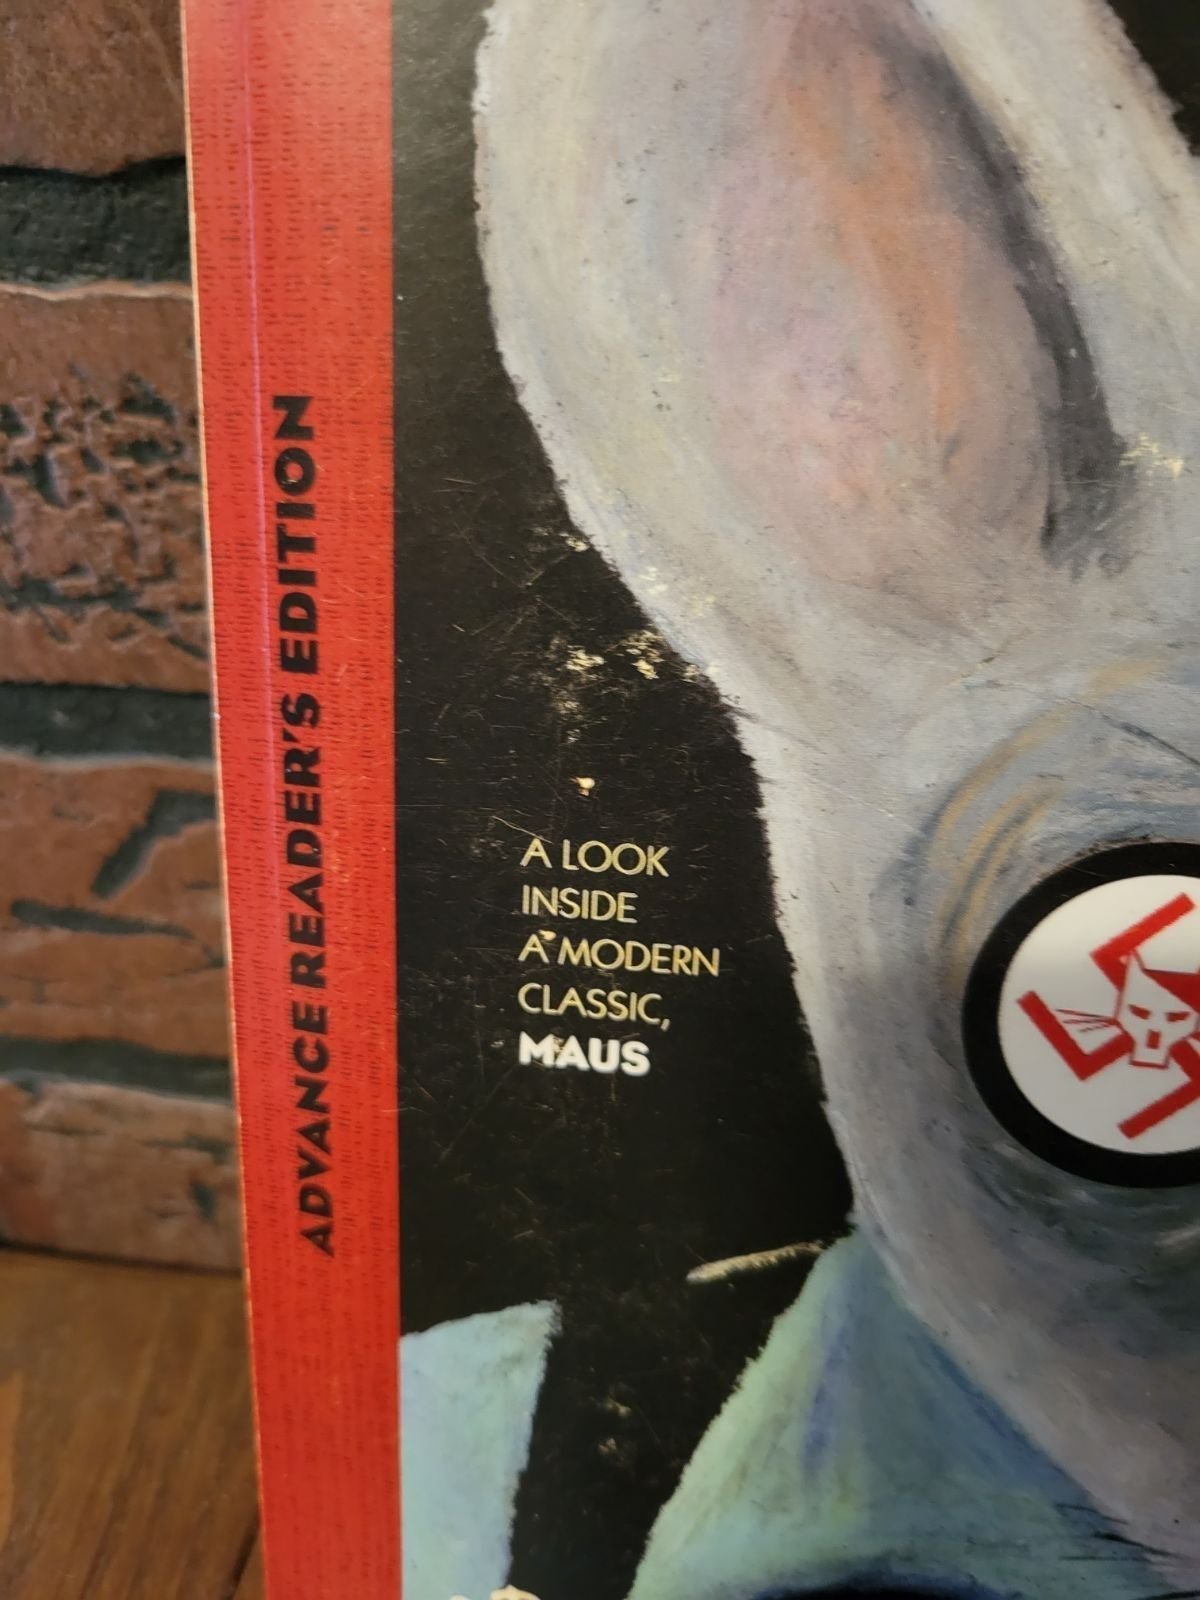 ADVANCE READER'S EDITION
A LOOK
INSIDE
A MODERN
CLASSIC,
MAUS